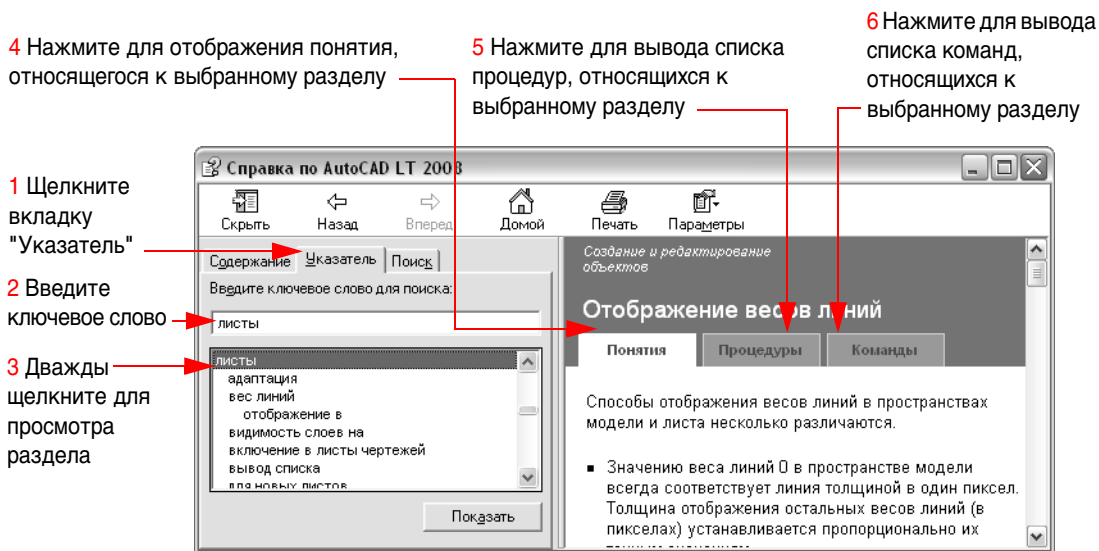 4 Нажмите для отображения понятия,
относящегося к выбранному разделу
5 Нажмите для вывода списка
процедур, относящихся к
выбранному разделу
6 Нажмите для вывода
списка команд,
относящихся к
выбранному разделу
1 Щелкните
вкладку
"Указатель"
2 Введите
ключевое слово
3 Дважды
щелкните для
просмотра
раздела
Справка по AutoCAD LT 2008
Скрыть Назад Вперед Домой Печать Параметры
Содержание Указатель Поиск
Введите ключевое слово для поиска:
листы
листы
адаптация
вес линий
отображение в
видимость слоев на
включение в листы чертежей
вывод списка
для новых листов
Показать
Создание и редактирование
объектов
Отображение весов линий
Понятия Процедуры Команды
Способы отображения весов линий в пространствах
модели и листа несколько различаются.
▪ Значению веса линий 0 в пространстве модели
всегда соответствует линия толщиной в один пиксел.
Толщина отображения остальных весов линий (в
пикселах) устанавливается пропорционально их